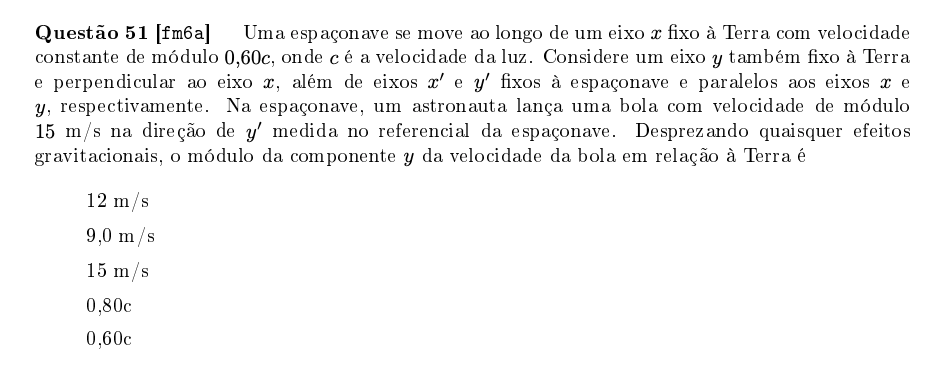 Questão 51 [fm6a] Uma espaçonave se move ao longo de um eixo x fixo à Terra com velocidade
constante de módulo 0,60c, onde c é a velocidade da luz. Considere um eixo y também fixo à Terra
e perpendicular ao eixo x, além de eixos x′ e y′ fixos à espaçonave e paralelos aos eixos x e
y, respectivamente. Na espaçonave, um astronauta lança uma bola com velocidade de módulo
15 m/s na direção de y′ medida no referencial da espaçonave. Desprezando quaisquer efeitos
gravitacionais, o módulo da componente y da velocidade da bola em relação à Terra é
12 m/s
9,0 m/s
15 m/s
0,80c
0,60c